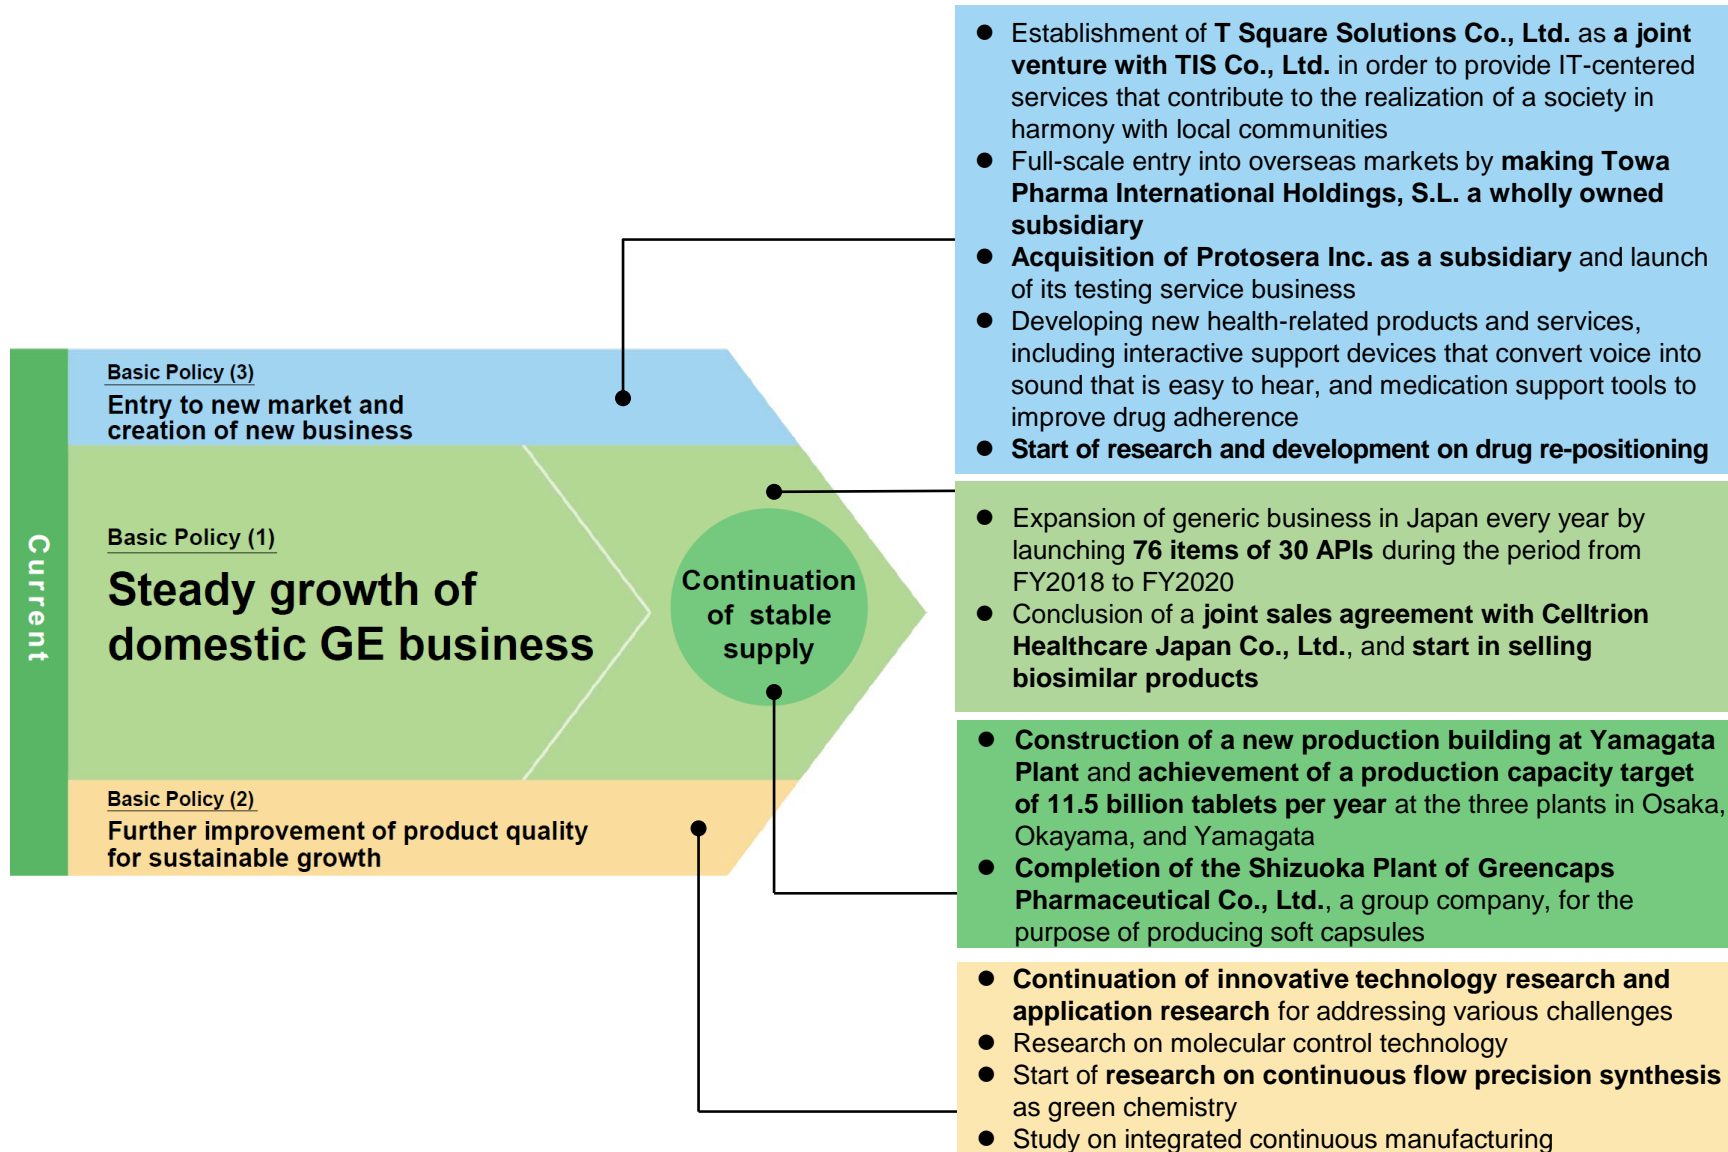 Current
Basic Policy (3)
Entry to new market and
creation of new business
Basic Policy (1)
Steady growth of
domestic GE business
Continuation
of stable
supply
Basic Policy (2)
Further improvement of product quality
for sustainable growth
● Establishment of T Square Solutions Co., Ltd. as a joint
venture with TIS Co., Ltd. in order to provide IT-centered
services that contribute to the realization of a society in
harmony with local communities
● Full-scale entry into overseas markets by making Towa
Pharma International Holdings, S.L. a wholly owned
subsidiary
● Acquisition of Protosera Inc. as a subsidiary and launch
of its testing service business
● Developing new health-related products and services,
including interactive support devices that convert voice into
sound that is easy to hear, and medication support tools to
improve drug adherence
● Start of research and development on drug re-positioning
● Expansion of generic business in Japan every year by
launching 76 items of 30 APIs during the period from
FY2018 to FY2020
● Conclusion of a joint sales agreement with Celltrion
Healthcare Japan Co., Ltd., and start in selling
biosimilar products
● Construction of a new production building at Yamagata
Plant and achievement of a production capacity target
of 11.5 billion tablets per year at the three plants in Osaka,
Okayama, and Yamagata
● Completion of the Shizuoka Plant of Greencaps
Pharmaceutical Co., Ltd., a group company, for the
purpose of producing soft capsules
● Continuation of innovative technology research and
application research for addressing various challenges
● Research on molecular control technology
● Start of research on continuous flow precision synthesis
as green chemistry
● Study on integrated continuous manufacturing